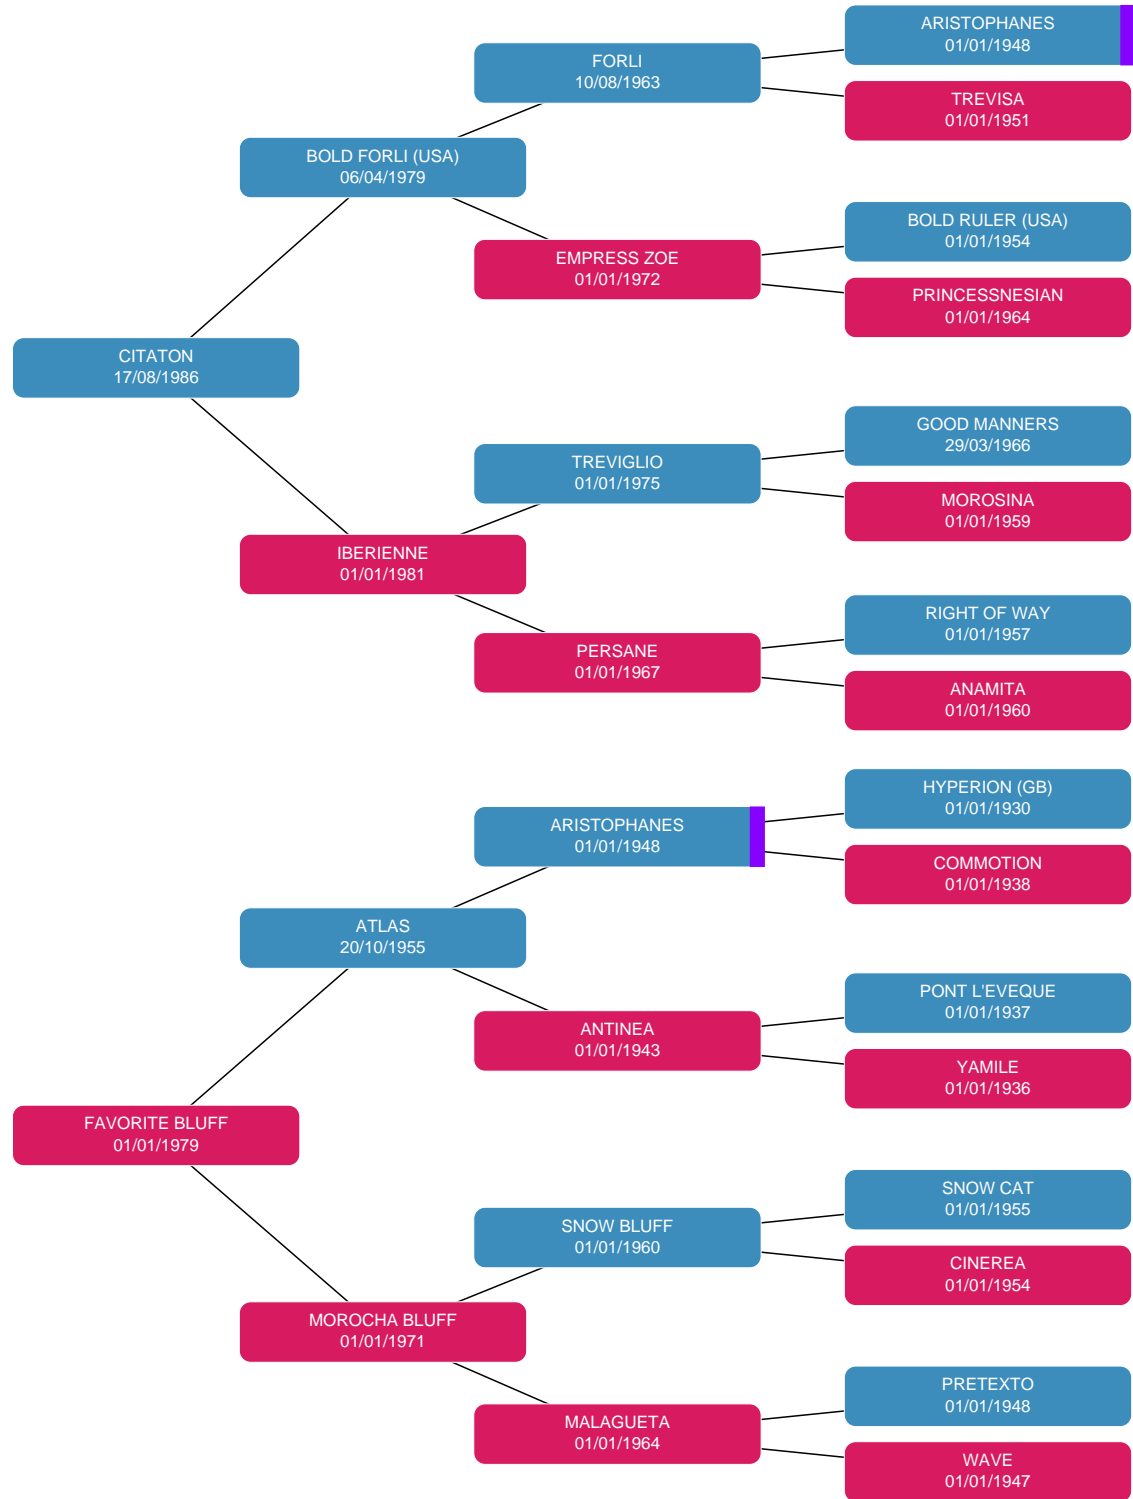 ARISTOPHANES
01/01/1948
FORLI
10/08/1963
TREVISA
01/01/1951
BOLD FORLI (USA)
06/04/1979
BOLD RULER (USA)
01/01/1954
EMPRESS ZOE
01/01/1972
PRINCESSNESIAN
01/01/1964
CITATON
17/08/1986
GOOD MANNERS
29/03/1966
TREVIGLIO
01/01/1975
MOROSINA
01/01/1959
IBERIENNE
01/01/1981
RIGHT OF WAY
01/01/1957
PERSANE
01/01/1967
ANAMITA
01/01/1960
HYPERION (GB)
01/01/1930
ARISTOPHANES
01/01/1948
COMMOTION
01/01/1938
ATLAS
20/10/1955
PONT L'EVEQUE
01/01/1937
ANTINEA
01/01/1943
YAMILE
01/01/1936
FAVORITE BLUFF
01/01/1979
SNOW CAT
01/01/1955
SNOW BLUFF
01/01/1960
CINEREA
01/01/1954
MOROCHA BLUFF
01/01/1971
PRETEXTO
01/01/1948
MALAGUETA
01/01/1964
WAVE
01/01/1947